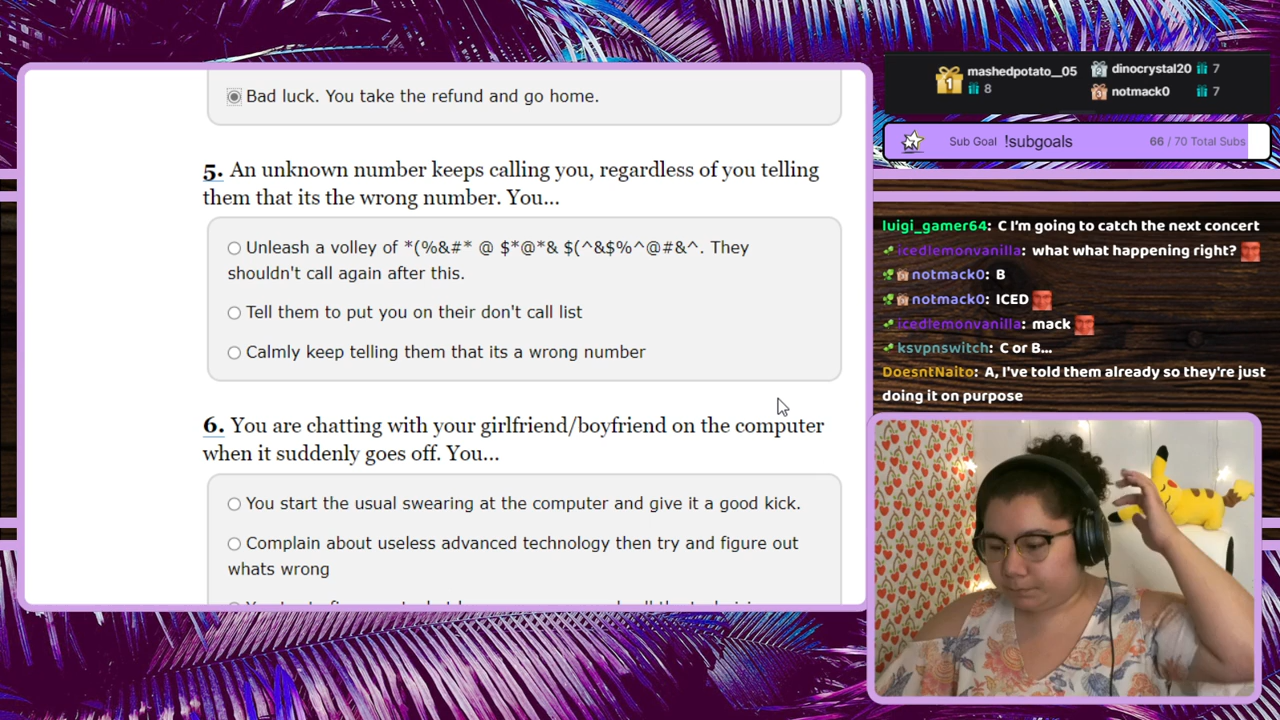 Bad luck. You take the refund and go home.
5. An unknown number keeps calling you, regardless of you telling
them that its the wrong number. You...
Unleash a volley of *(%&#* @ $*@*& $(^&$%^@#&^. They
shouldn't call again after this.
Tell them to put you on their don't call list
Calmly keep telling them that its a wrong number
6. You are chatting with your girlfriend/boyfriend on the computer
when it suddenly goes off. You...
You start the usual swearing at the computer and give it a good kick.
Complain about useless advanced technology then try and figure out
whats wrong
1 mashedpotato__05 8
2 dinocrystal20 7
3 notmack0 7
Sub Goal !subgoals 66 / 70 Total Subs
luigi_gamer64: C I'm going to catch the next concert
icedlemonvanilla: what what happening right?
notmack0: B
notmack0: ICED
icedlemonvanilla: mack
ksvpnswitch: C or B...
DoesntNaito: A, I've told them already so they're just
doing it on purpose